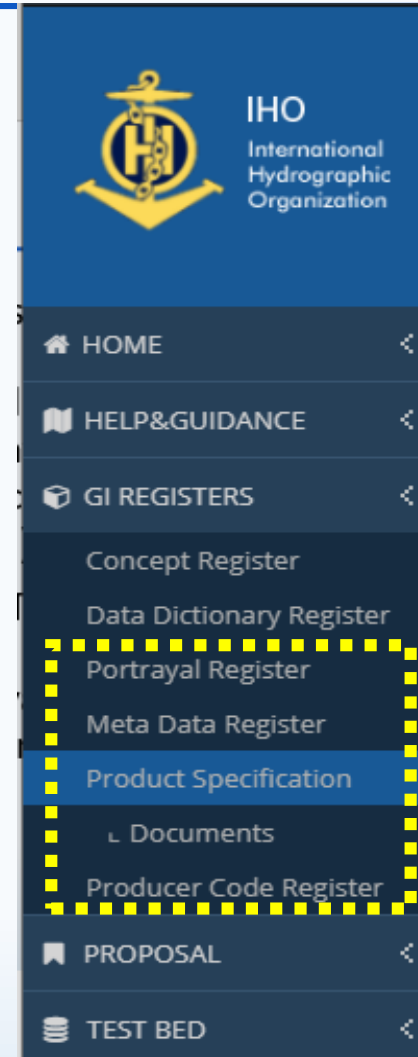 IHO
International
Hydrographic
Organization
HOME
HELP&GUIDANCE
GI REGISTERS
Concept Register
Data Dictionary Register
Portrayal Register
Meta Data Register
Product Specification
Documents
Producer Code Register
PROPOSAL
TEST BED